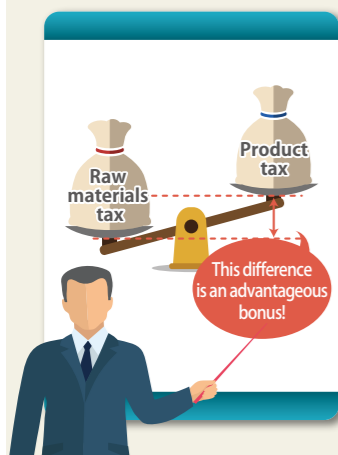 Product
tax
Raw
materials
tax
This difference
is an advantageous
bonus!